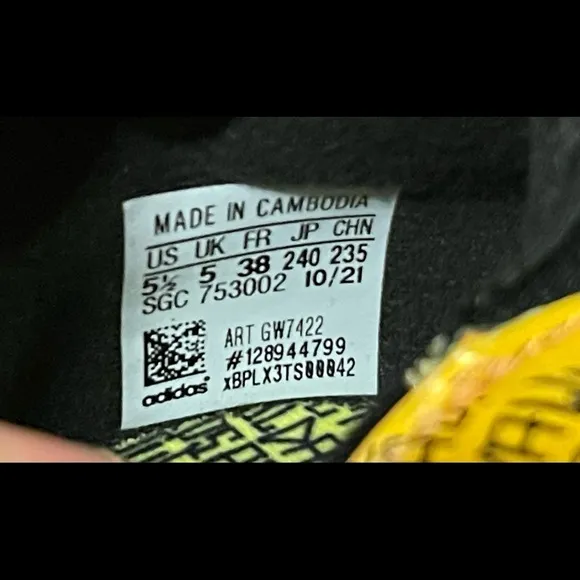 MADE IN CAMBODIA
US UK FR JP CHN
5½ 5 38 240 235
SGC 753002 10/21
ART GW7422
#128944799
xBPLX3TS00042
adidas